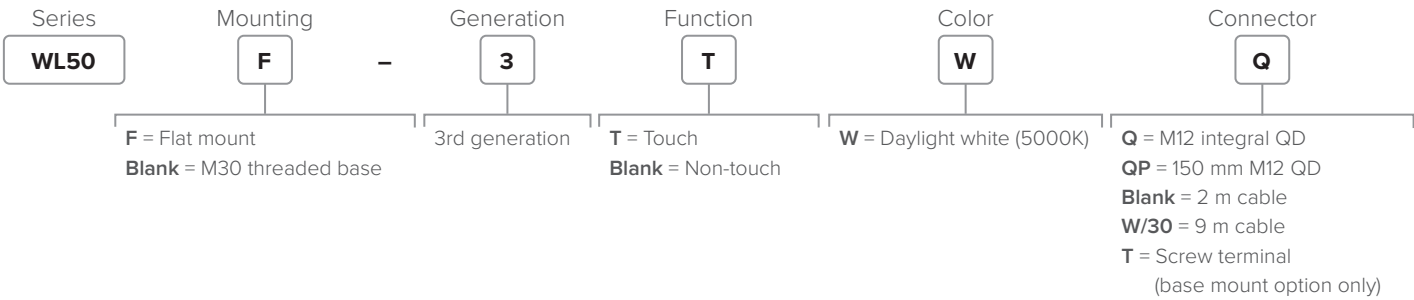 Series Mounting Generation Function Color Connector
WL50 F – 3 T W Q
F = Flat mount
Blank = M30 threaded base
3rd generation
T = Touch
Blank = Non-touch
W = Daylight white (5000K)
Q = M12 integral QD
QP = 150 mm M12 QD
Blank = 2 m cable
W/30 = 9 m cable
T = Screw terminal
(base mount option only)